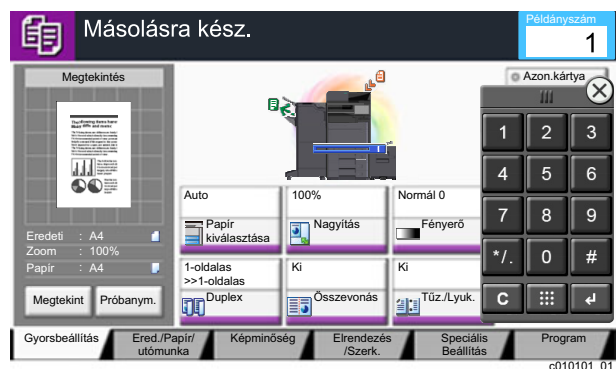 Másolásra kész.
Példányszám
1
Megtekintés
Azon.kártya
Eredeti : A4
Zoom : 100%
Papír : A4
Megtekint
Próbanym.
Auto
Papír
kiválasztása
100%
Nagyítás
Normál 0
Fényerő
1-oldalas
>>1-oldalas
Duplex
Ki
Összevonás
Ki
Tűz./Lyuk.
1 2 3
4 5 6
7 8 9
*/. 0 #
C
Gyorsbeállítás
Ered./Papír/
utómunka
Képminőség
Elrendezés
/Szerk.
Speciális
Beállítás
Program
c010101_01